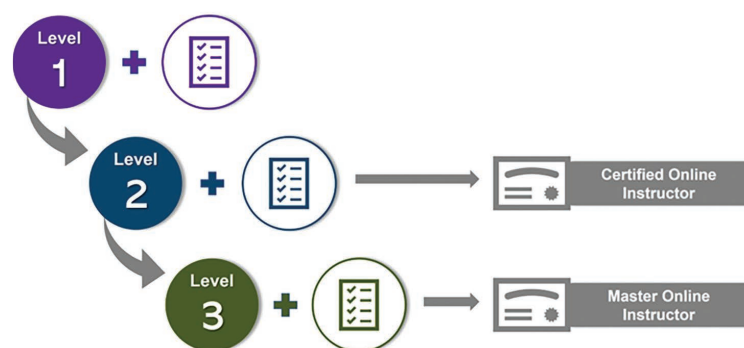 Level
1
Level
2
Certified Online
Instructor
Level
3
Master Online
Instructor